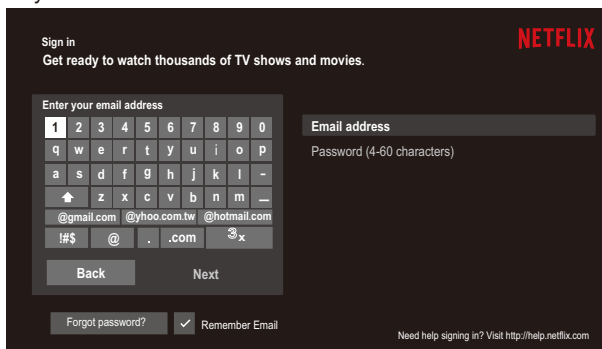 Sign in
NETFLIX
Get ready to watch thousands of TV shows and movies.
Enter your email address
1 2 3 4 5 6 7 8 9 0
q w e r t y u i o p
a s d f g h j k l -
z x c v b n m _
@gmail.com @yhoo.com.tw @hotmail.com
!#$ @ . .com 3x
Back Next
Email address
Password (4-60 characters)
Forgot password? Remember Email
Need help signing in? Visit http://help.netflix.com